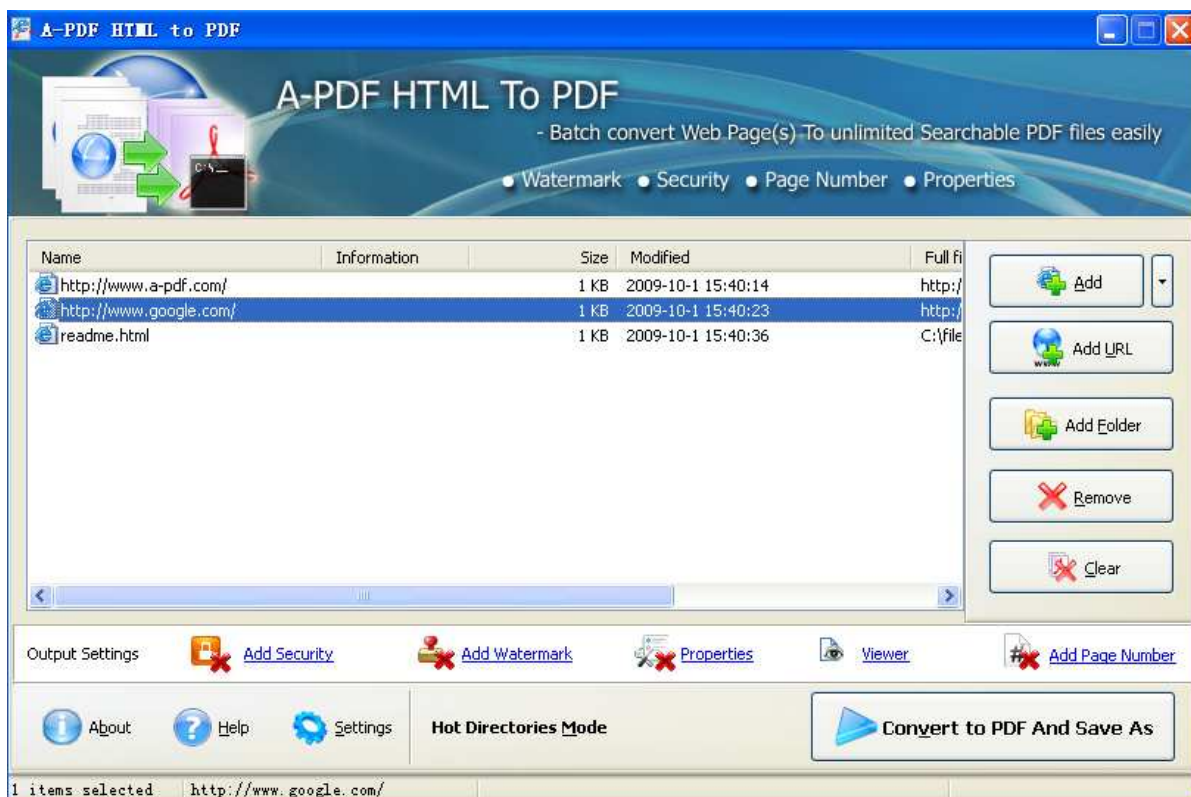 A-PDF HTML to PDF
A-PDF HTML To PDF
- Batch convert Web Page(s) To unlimited Searchable PDF files easily
● Watermark ● Security ● Page Number ● Properties
Name Information Size Modified Full fi
http://www.a-pdf.com/ 1 KB 2009-10-1 15:40:14 http:/
http://www.google.com/ 1 KB 2009-10-1 15:40:23 http:/
readme.html 1 KB 2009-10-1 15:40:36 C:\file
Add
Add URL
Add Folder
Remove
Clear
Output Settings Add Security Add Watermark Properties Viewer Add Page Number
About Help Settings Hot Directories Mode Convert to PDF And Save As
1 items selected http://www.google.com/